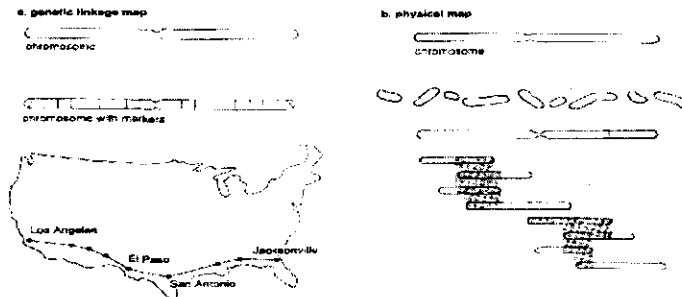 a. genetic linkage map
chromosome
chromosome with markers
Los Angeles
El Paso
San Antonio
Jacksonville
b. physical map
chromosome